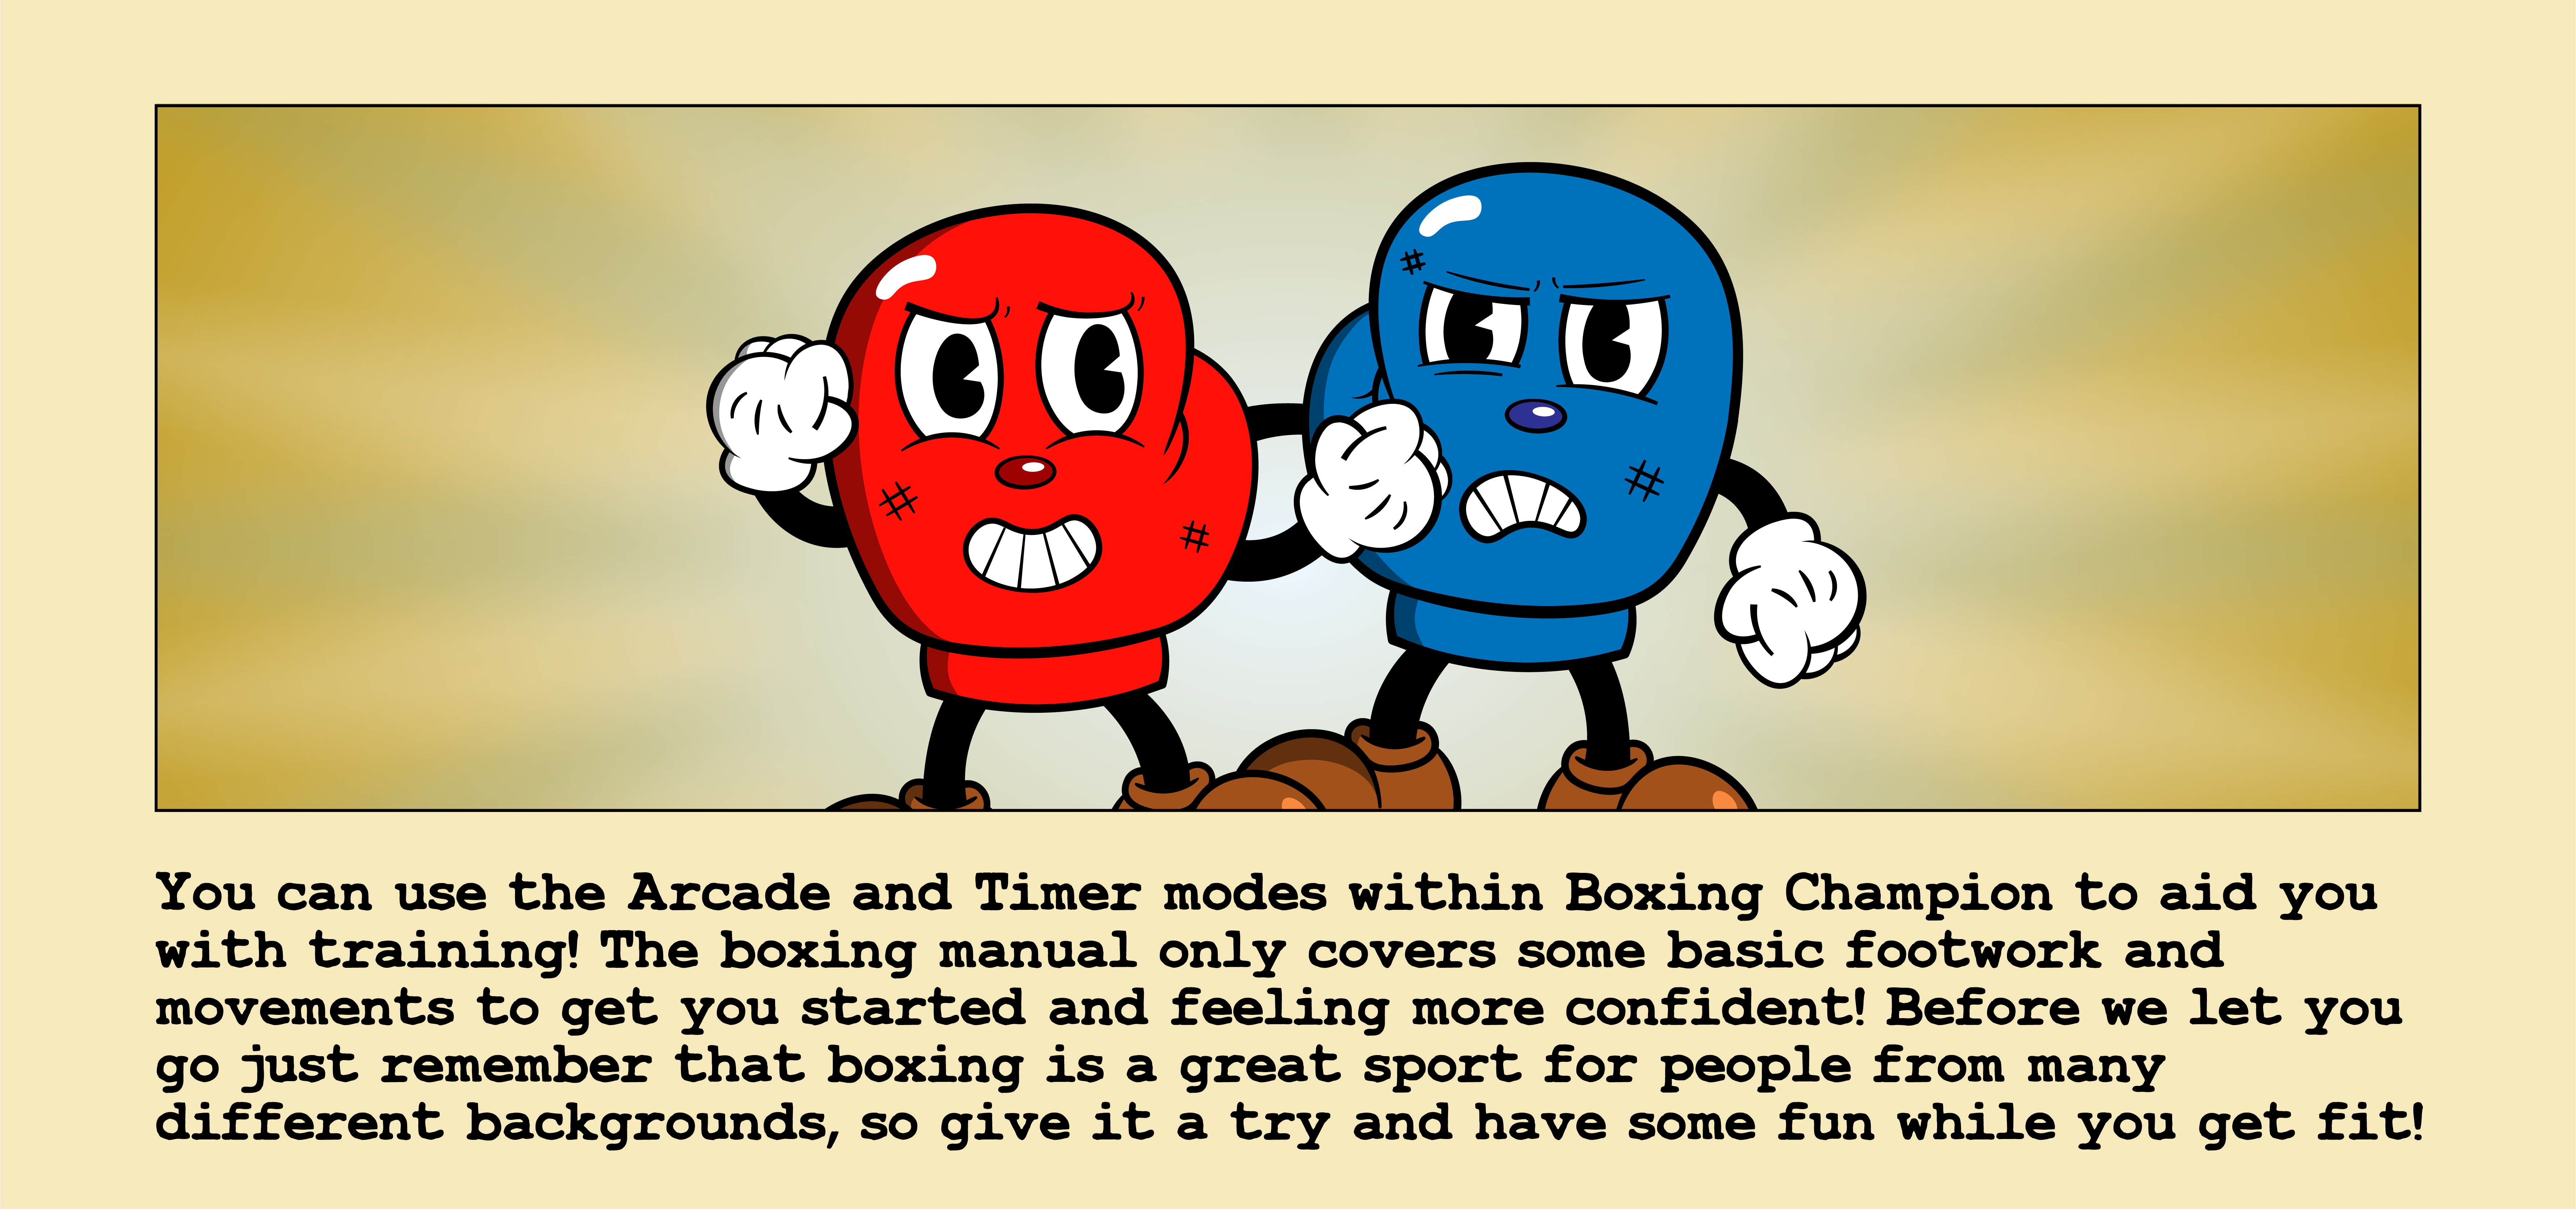 You can use the Arcade and Timer modes within Boxing Champion to aid you
with training! The boxing manual only covers some basic footwork and
movements to get you started and feeling more confident! Before we let you
go just remember that boxing is a great sport for people from many
different backgrounds, so give it a try and have some fun while you get fit!